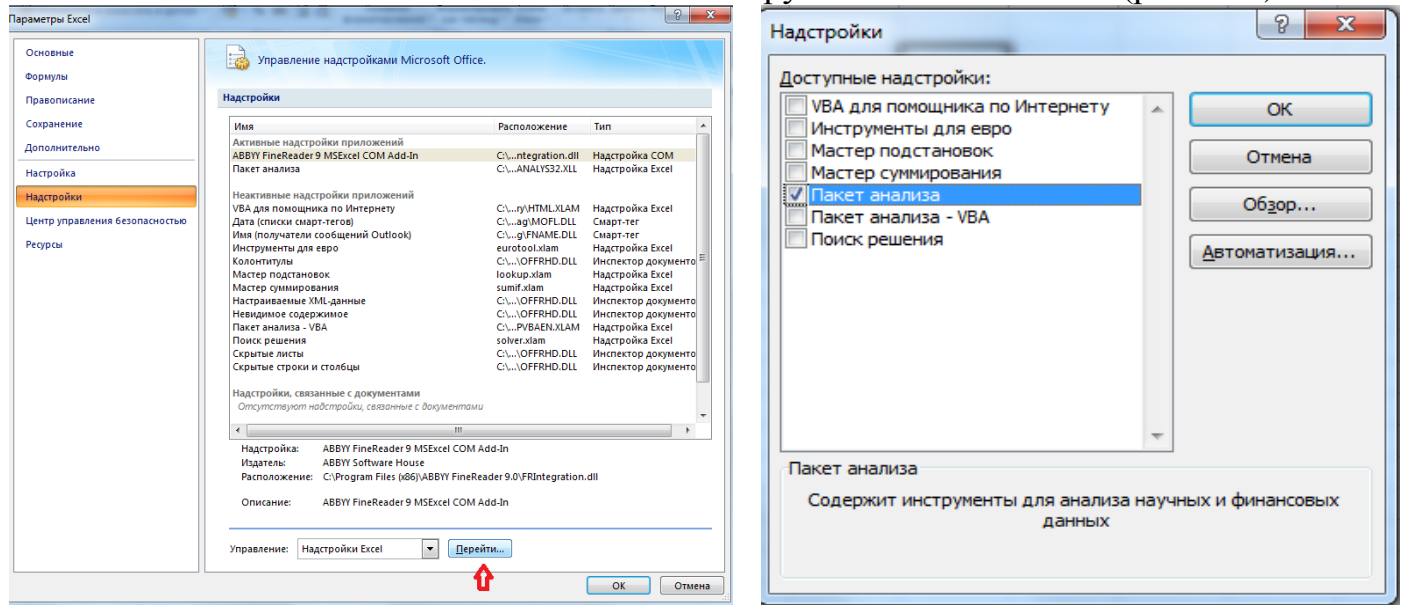 Параметры Excel
Основные
Формулы
Правописание
Сохранение
Дополнительно
Настройка
Надстройки
Центр управления безопасностью
Ресурсы
Управление надстройками Microsoft Office.
Надстройки
Имя Расположение Тип
Активные надстройки приложений
ABBYY FineReader 9 MSExcel COM Add-In C:\...ntegration.dll Надстройка COM
Пакет анализа C:\...ANALYS32.XLL Надстройка Excel
Неактивные надстройки приложений
VBA для помощника по Интернету C:\...ry\HTML.XLAM Надстройка Excel
Дата (списки смарт-тегов) C:\...ag\MOFL.DLL Смарт-тег
Имя (получатели сообщений Outlook) C:\...g\FNAME.DLL Смарт-тег
Инструменты для евро eurotool.xlam Надстройка Excel
Колонтитулы C:\...\OFFRHD.DLL Инспектор документо
Мастер подстановок lookup.xlam Надстройка Excel
Мастер суммирования sumif.xlam Надстройка Excel
Настраиваемые XML-данные C:\...\OFFRHD.DLL Инспектор документо
Невидимое содержимое C:\...\OFFRHD.DLL Инспектор документо
Пакет анализа - VBA C:\...PVBAEN.XLAM Надстройка Excel
Поиск решения solver.xlam Надстройка Excel
Скрытые листы C:\...\OFFRHD.DLL Инспектор документо
Скрытые строки и столбцы C:\...\OFFRHD.DLL Инспектор документо
Надстройки, связанные с документами
Отсутствуют надстройки, связанные с документами
Надстройка: ABBYY FineReader 9 MSExcel COM Add-In
Издатель: ABBYY Software House
Расположение: C:\Program Files (x86)\ABBYY FineReader 9.0\FRIntegration.dll
Описание: ABBYY FineReader 9 MSExcel COM Add-In
Управление: Надстройки Excel Перейти...
ОК Отмена
Надстройки
Доступные надстройки:
VBA для помощника по Интернету
Инструменты для евро
Мастер подстановок
Мастер суммирования
Пакет анализа
Пакет анализа - VBA
Поиск решения
ОК
Отмена
Обзор...
Автоматизация...
Пакет анализа
Содержит инструменты для анализа научных и финансовых
данных